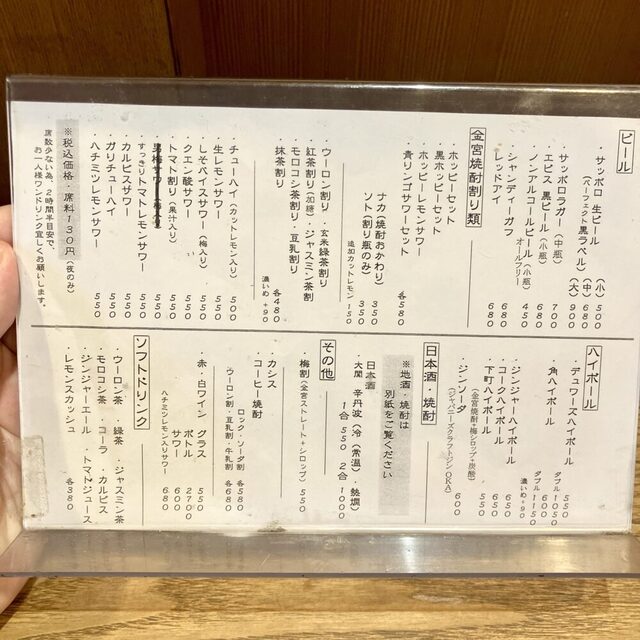 ビール
・サッポロ生ビール (小) 500
(パーフェクト黒ラベル) (中) 680
(大) 900
・サッポロラガー (中瓶) 700
・エビス黒ビール (小瓶) 680
・ノンアルコールビール (小瓶) 450
オールフリー
・シャンディーガフ 680
・レッドアイ 680
金宮焼酎割り類
・ホッピーセット
・黒ホッピーセット
・ホッピーレモンサワー
・青リンゴサワーセット
各580
ナカ(焼酎おかわり) 350
ソト(割り瓶のみ) 350
追加カットレモン 150
・ウーロン割り・玄米緑茶割り
・紅茶割り(加糖)・ジャスミン茶割
・モロコシ茶割り・豆乳割り
・抹茶割り
各480
濃いめ+90
・チューハイ(カットレモン入り) 500
・生レモンサワー 550
・しそバイスサワー(梅入り) 550
・クエン酸サワー 550
・トマト割り(果汁入り) 550
・すっきりトマトレモンサワー 550
・カルピスサワー 550
・ガリチューハイ 550
・ハチミツレモンサワー 550
※税込価格・席料130円(夜のみ)
席数少ない為、2時間半目安で、
お一人様ワンドリンク宜しくお願いします。
ハイボール
・デュワーズハイボール 550
ダブル 1050
・角ハイボール 600
ダブル 1150
濃いめ+90
・ジンジャーハイボール 650
・コークハイボール 650
・下町ハイボール 550
(金宮焼酎+梅シロップ+炭酸)
・ジンソーダ 600
(ジャパニーズクラフトジンOKA)
日本酒・焼酎
※地酒・焼酎は
別紙をご覧ください
日本酒
大関 辛丹波(冷(常温)・熱燗)
1合 550 2合 1000
・梅割(金宮ストレート+シロップ) 550
その他
・カシス
・コーヒー焼酎
ロック・ソーダ割 各580
ウーロン割・豆乳割・牛乳割 各680
・赤・白ワイン グラス 550
ボトル 2700
サワー 600
ハチミツレモン入りサワー 680
ソフトドリンク
・ウーロン茶 ・緑茶 ・ジャスミン茶
・モロコシ茶 ・コーラ ・カルピス
・ジンジャーエール ・トマトジュース
・レモンスカッシュ
各380